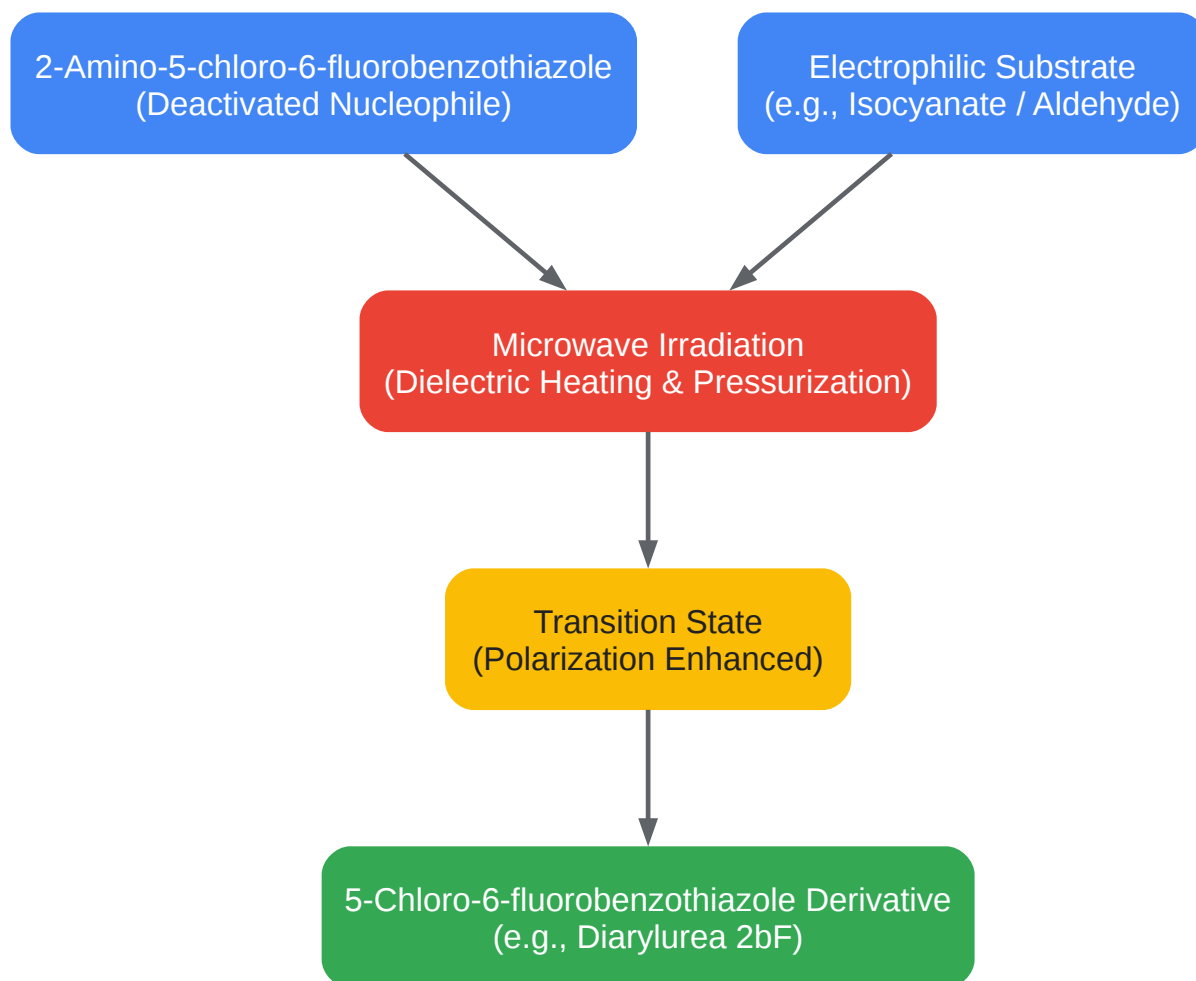 2-Amino-5-chloro-6-fluorobenzothiazole
(Deactivated Nucleophile)
Electrophilic Substrate
(e.g., Isocyanate / Aldehyde)
Microwave Irradiation
(Dielectric Heating & Pressurization)
Transition State
(Polarization Enhanced)
5-Chloro-6-fluorobenzothiazole Derivative
(e.g., Diarylurea 2bF)